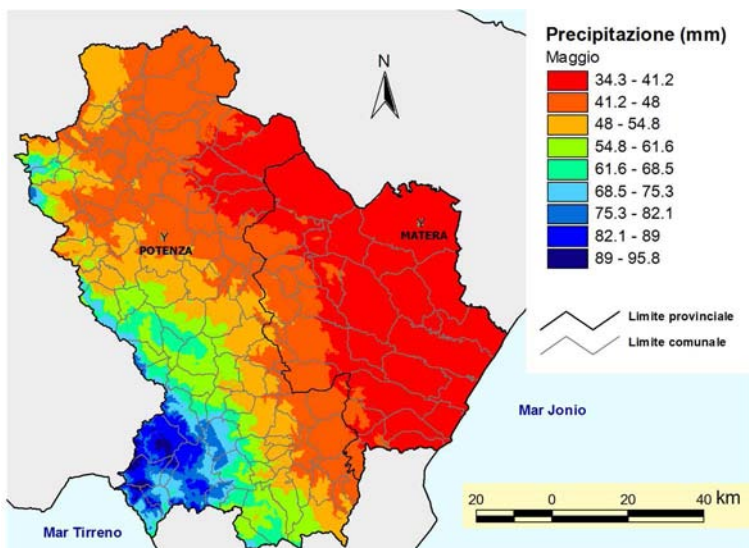 Precipitazione (mm)
Maggio
34.3 - 41.2
41.2 - 48
48 - 54.8
54.8 - 61.6
61.6 - 68.5
68.5 - 75.3
75.3 - 82.1
82.1 - 89
89 - 95.8
Limite provinciale
Limite comunale
N
POTENZA
MATERA
Mar Jonio
Mar Tirreno
20 0 20 40 km